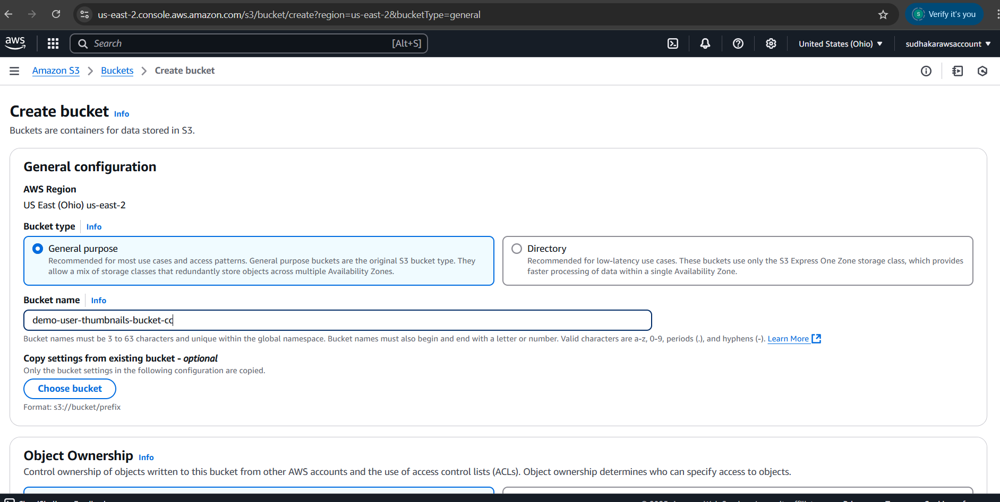 us-east-2.console.aws.amazon.com/s3/bucket/create?region=us-east-2&bucketType=general
S Verify it's you
aws Search [Alt+S] United States (Ohio) sudhakarawsaccount
Amazon S3 Buckets Create bucket
Create bucket Info
Buckets are containers for data stored in S3.
General configuration
AWS Region
US East (Ohio) us-east-2
Bucket type Info
General purpose
Recommended for most use cases and access patterns. General purpose buckets are the original S3 bucket type. They
allow a mix of storage classes that redundantly store objects across multiple Availability Zones.
Directory
Recommended for low-latency use cases. These buckets use only the S3 Express One Zone storage class, which provides
faster processing of data within a single Availability Zone.
Bucket name Info
demo-user-thumbnails-bucket-cc
Bucket names must be 3 to 63 characters and unique within the global namespace. Bucket names must also begin and end with a letter or number. Valid characters are a-z, 0-9, periods (.), and hyphens (-). Learn More
Copy settings from existing bucket - optional
Only the bucket settings in the following configuration are copied.
Choose bucket
Format: s3://bucket/prefix
Object Ownership Info
Control ownership of objects written to this bucket from other AWS accounts and the use of access control lists (ACLs). Object ownership determines who can specify access to objects.